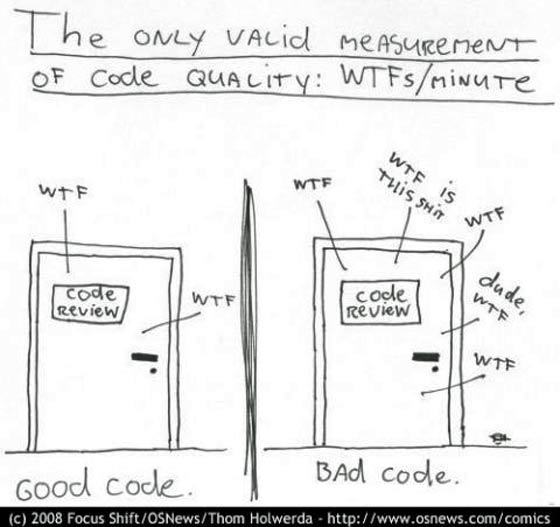 The ONLY VALID MEASUREMENT
OF CODE QUALITY: WTFs/MINUTE
WTF
CODE
REVIEW
WTF
GOOD CODE.
WTF
WTF IS
THIS SHIT
WTF
CODE
REVIEW
dude,
WTF
WTF
BAd CODE.
(c) 2008 Focus Shift/OSNews/Thom Holwerda - http://www.osnews.com/comics